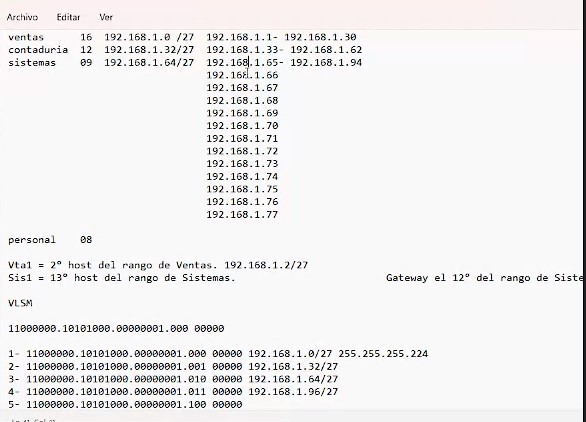 Archivo Editar Ver
ventas 16 192.168.1.0 /27 192.168.1.1- 192.168.1.30
contaduria 12 192.168.1.32/27 192.168.1.33- 192.168.1.62
sistemas 09 192.168.1.64/27 192.168.1.65- 192.168.1.94
192.168.1.66
192.168.1.67
192.168.1.68
192.168.1.69
192.168.1.70
192.168.1.71
192.168.1.72
192.168.1.73
192.168.1.74
192.168.1.75
192.168.1.76
192.168.1.77
personal 08
Vta1 = 2° host del rango de Ventas. 192.168.1.2/27
Sis1 = 13° host del rango de Sistemas. Gateway el 12° del rango de Siste
VLSM
11000000.10101000.00000001.000 00000
1- 11000000.10101000.00000001.000 00000 192.168.1.0/27 255.255.255.224
2- 11000000.10101000.00000001.001 00000 192.168.1.32/27
3- 11000000.10101000.00000001.010 00000 192.168.1.64/27
4- 11000000.10101000.00000001.011 00000 192.168.1.96/27
5- 11000000.10101000.00000001.100 00000